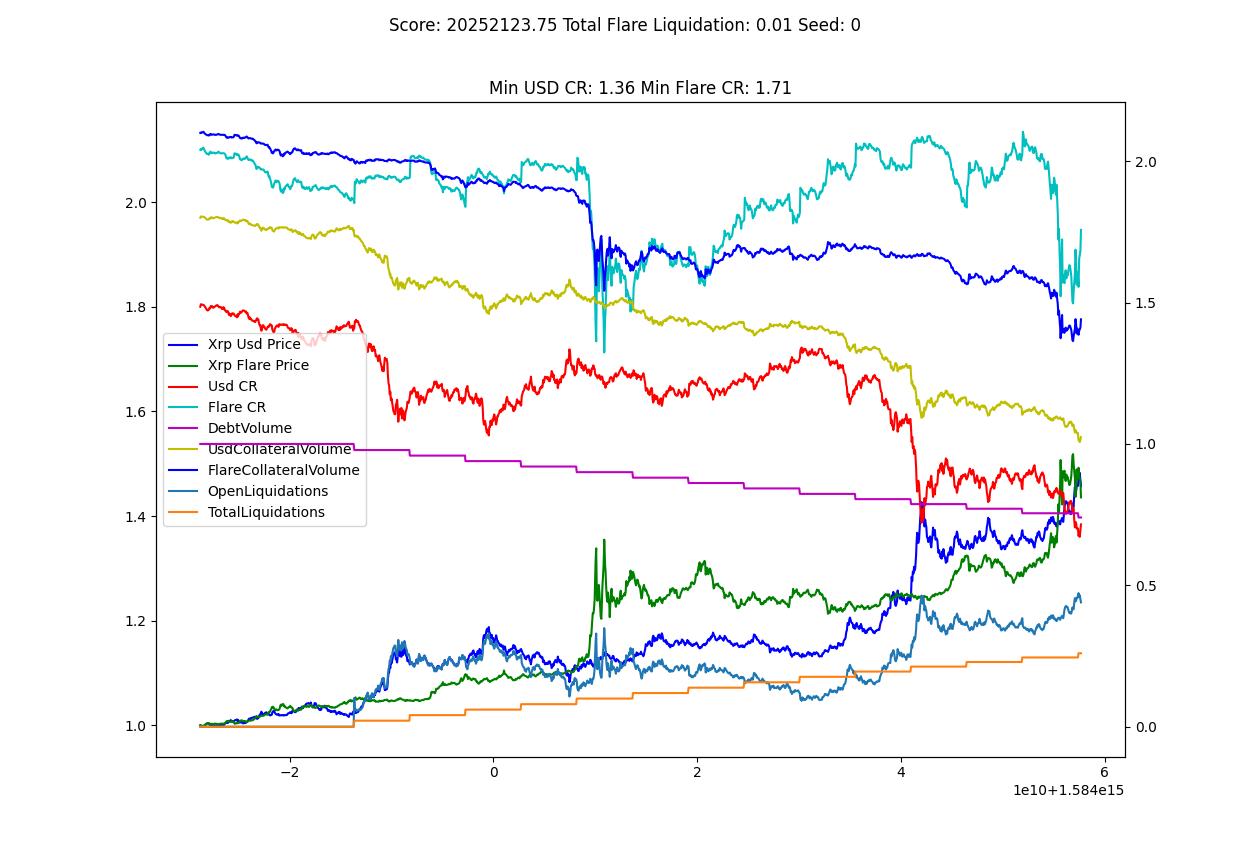 Score: 20252123.75 Total Flare Liquidation: 0.01 Seed: 0
Min USD CR: 1.36 Min Flare CR: 1.71
2.0
1.8
1.6
1.4
1.2
1.0
2.0
1.5
1.0
0.5
0.0
Xrp Usd Price
Xrp Flare Price
Usd CR
Flare CR
DebtVolume
UsdCollateralVolume
FlareCollateralVolume
OpenLiquidations
TotalLiquidations
−2 0 2 4 6
1e10+1.584e15